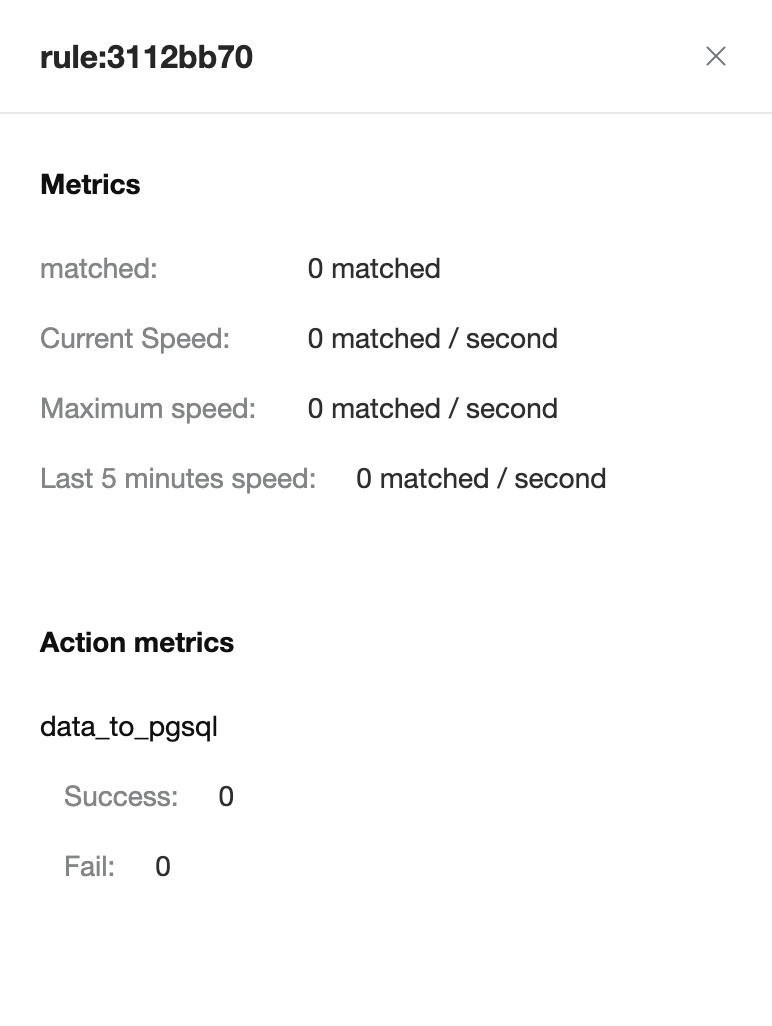 rule:3112bb70
Metrics
matched: 0 matched
Current Speed: 0 matched / second
Maximum speed: 0 matched / second
Last 5 minutes speed: 0 matched / second
Action metrics
data_to_pgsql
Success: 0
Fail: 0